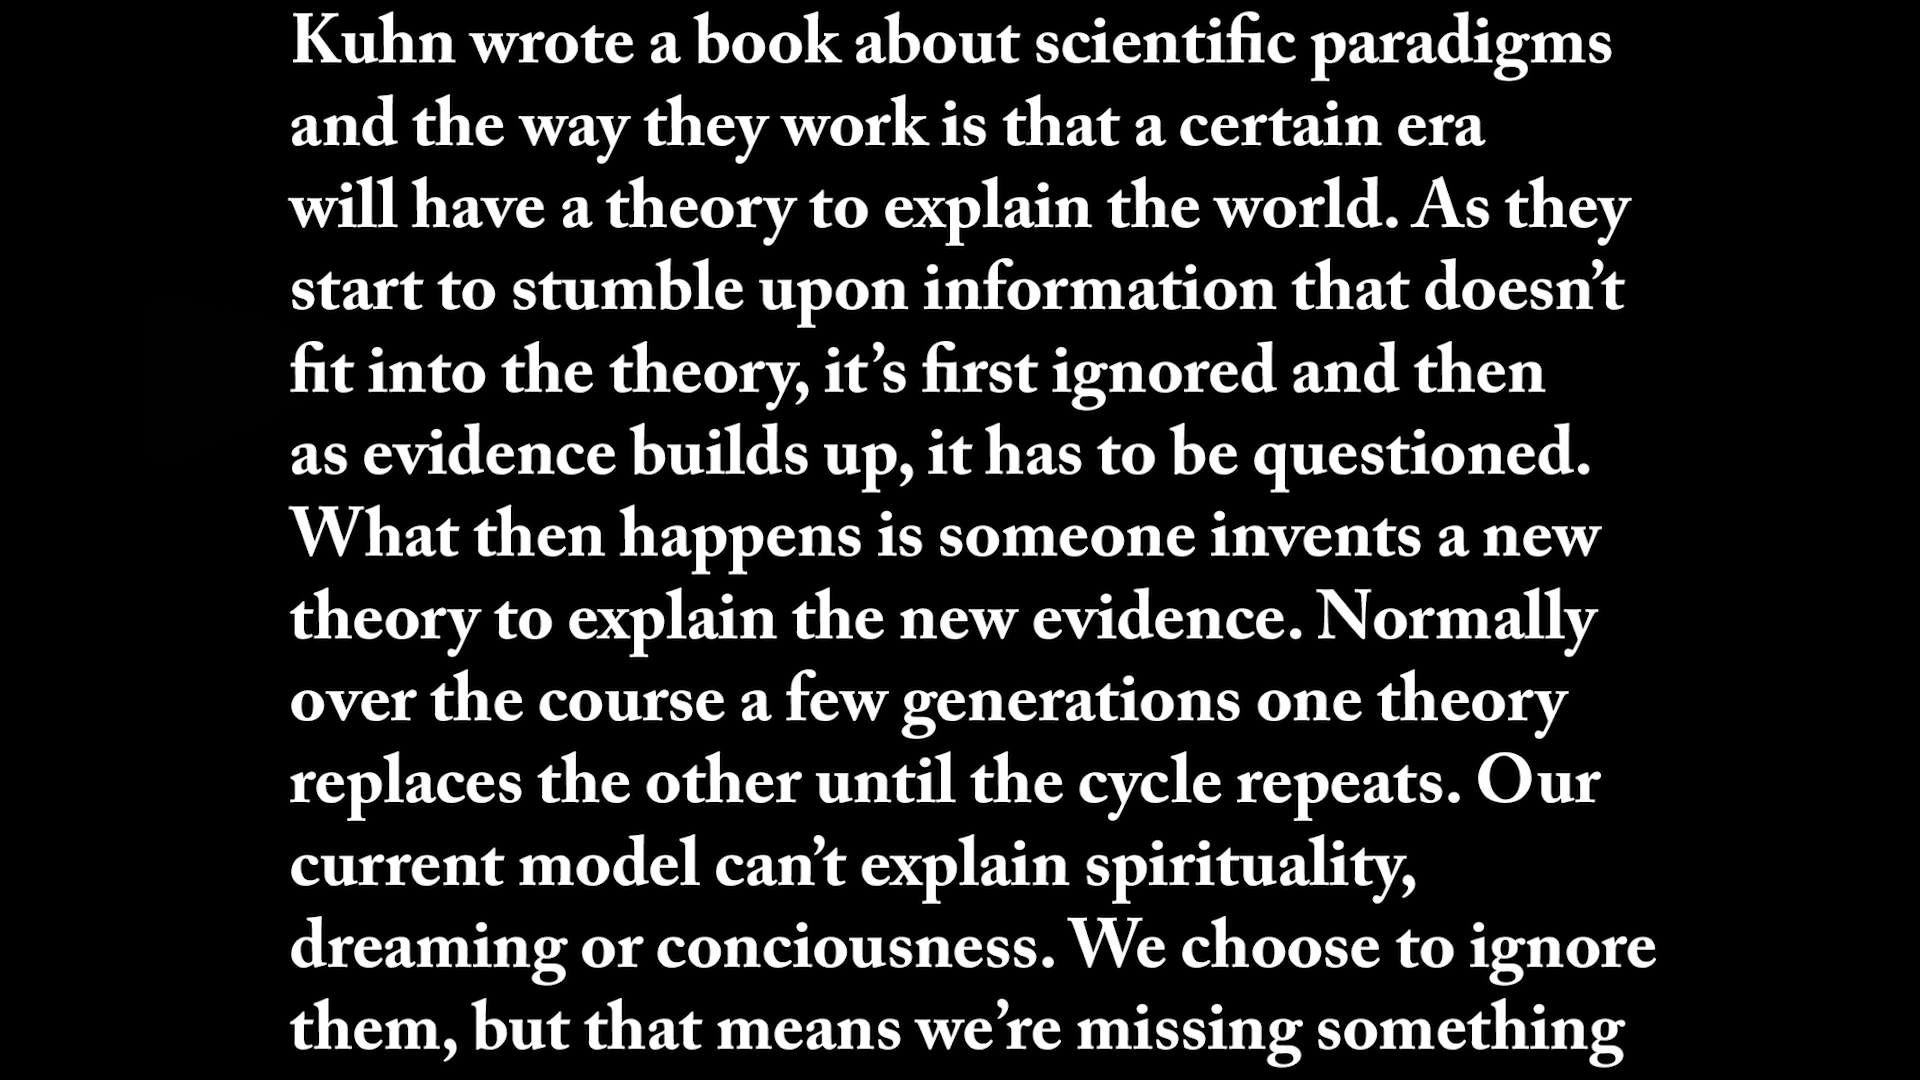 Kuhn wrote a book about scientific paradigms
and the way they work is that a certain era
will have a theory to explain the world. As they
start to stumble upon information that doesn’t
fit into the theory, it’s first ignored and then
as evidence builds up, it has to be questioned.
What then happens is someone invents a new
theory to explain the new evidence. Normally
over the course a few generations one theory
replaces the other until the cycle repeats. Our
current model can’t explain spirituality,
dreaming or conciousness. We choose to ignore
them, but that means we’re missing something